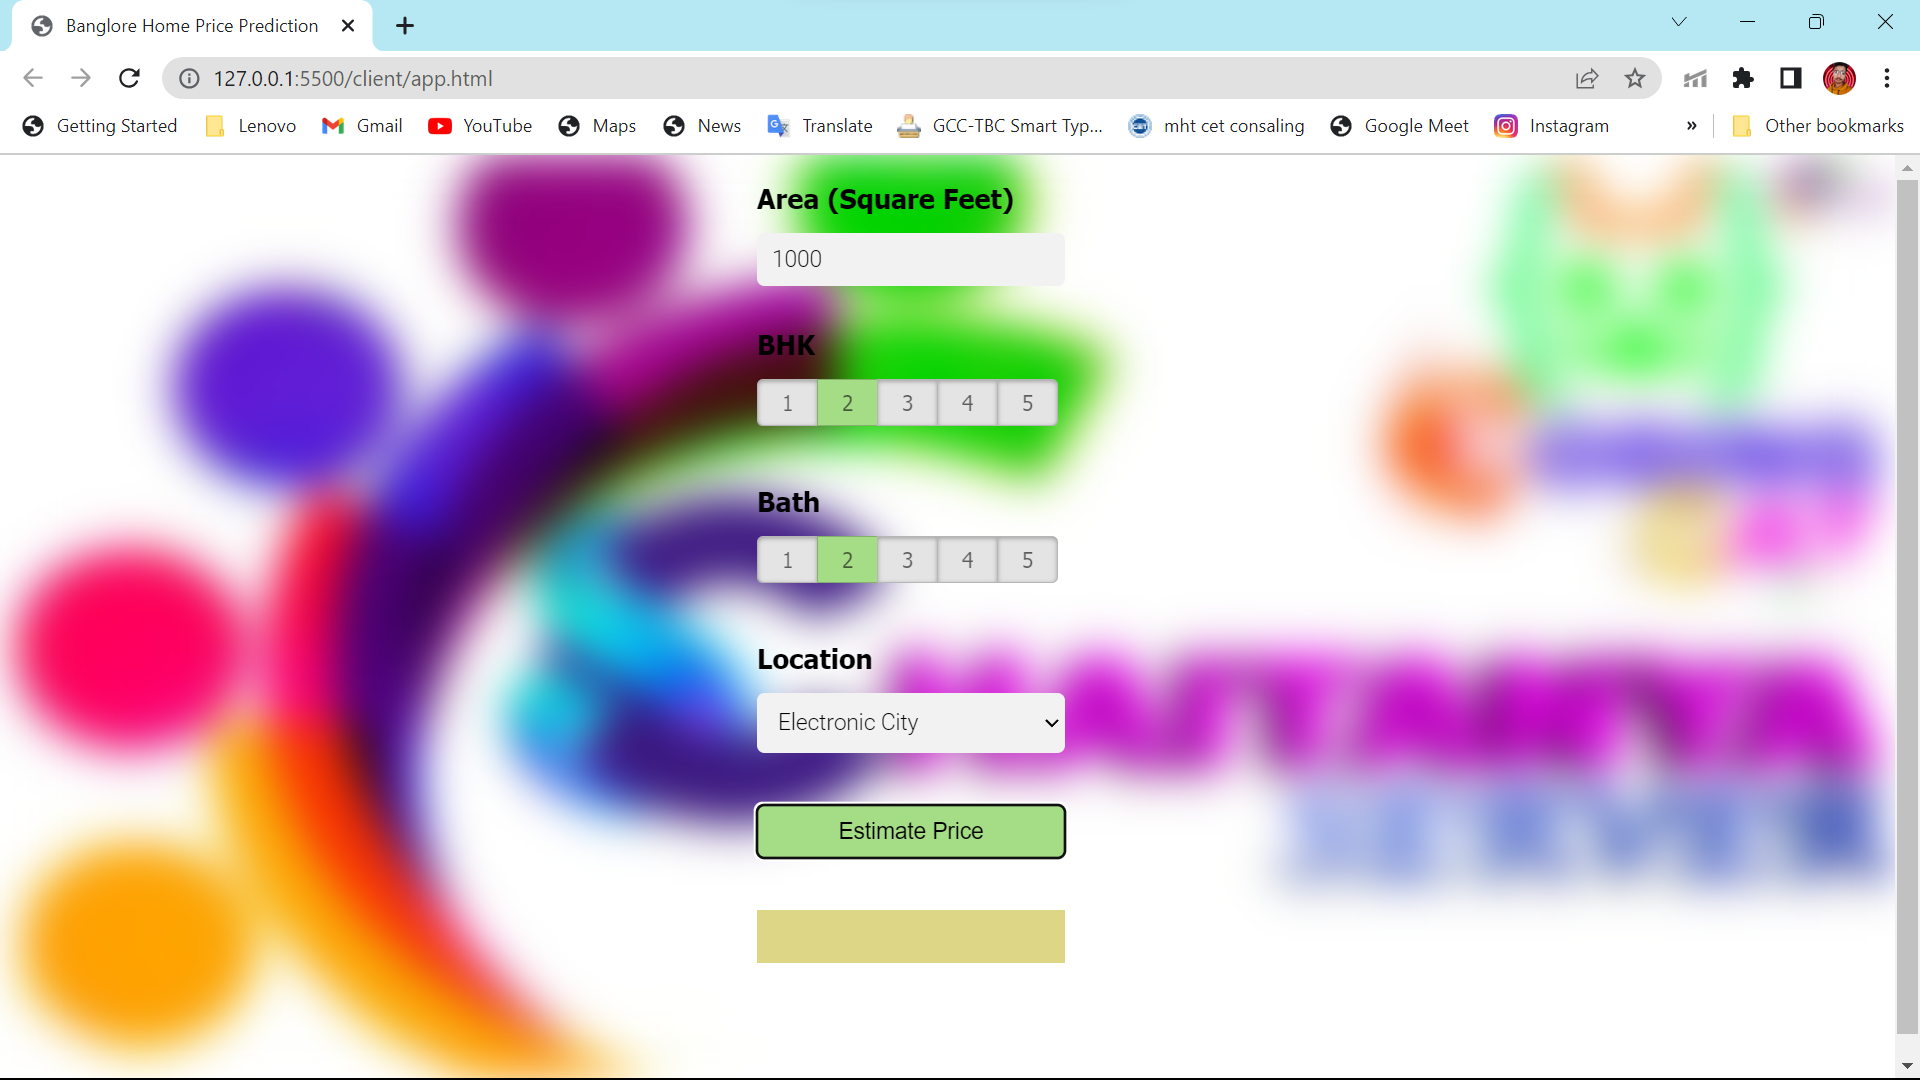 Banglore Home Price Prediction
127.0.0.1:5500/client/app.html
Getting Started Lenovo Gmail YouTube Maps News Translate GCC-TBC Smart Typ... mht cet consaling Google Meet Instagram » Other bookmarks
Area (Square Feet)
1000
BHK
1 2 3 4 5
Bath
1 2 3 4 5
Location
Electronic City
Estimate Price